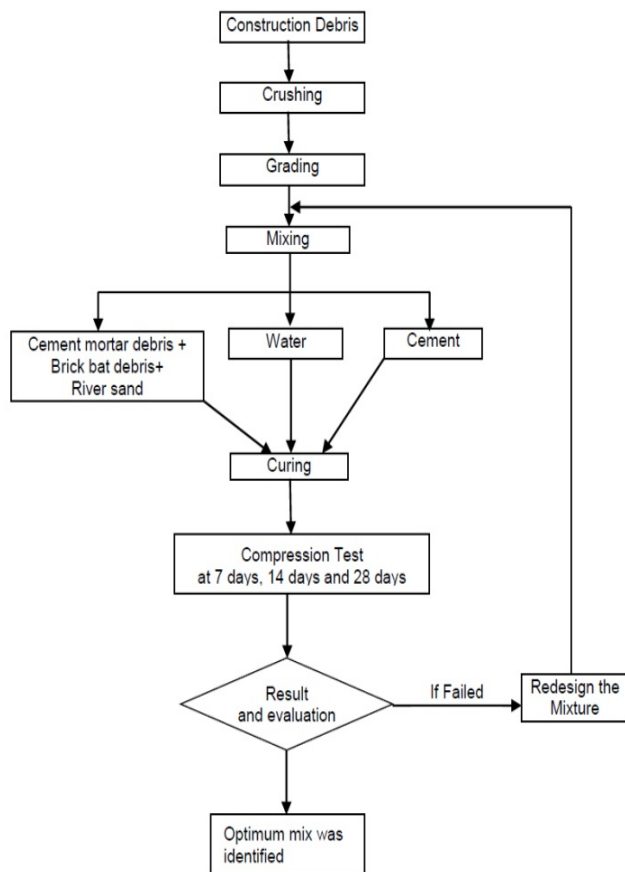 Construction Debris
Crushing
Grading
Mixing
Cement mortar debris +
Brick bat debris+
River sand
Water
Cement
Curing
Compression Test
at 7 days, 14 days and 28 days
Result
and evaluation
If Failed
Redesign the
Mixture
Optimum mix was
identified